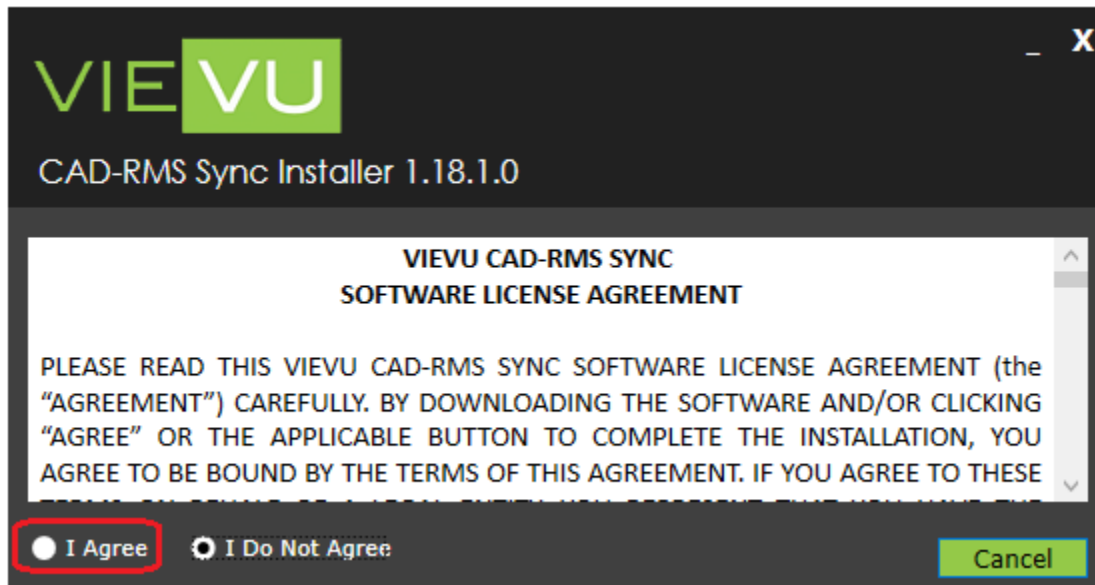 _ X
VIEVU
CAD-RMS Sync Installer 1.18.1.0
VIEVU CAD-RMS SYNC
SOFTWARE LICENSE AGREEMENT
PLEASE READ THIS VIEVU CAD-RMS SYNC SOFTWARE LICENSE AGREEMENT (the
“AGREEMENT”) CAREFULLY. BY DOWNLOADING THE SOFTWARE AND/OR CLICKING
“AGREE” OR THE APPLICABLE BUTTON TO COMPLETE THE INSTALLATION, YOU
AGREE TO BE BOUND BY THE TERMS OF THIS AGREEMENT. IF YOU AGREE TO THESE
I Agree I Do Not Agree
Cancel